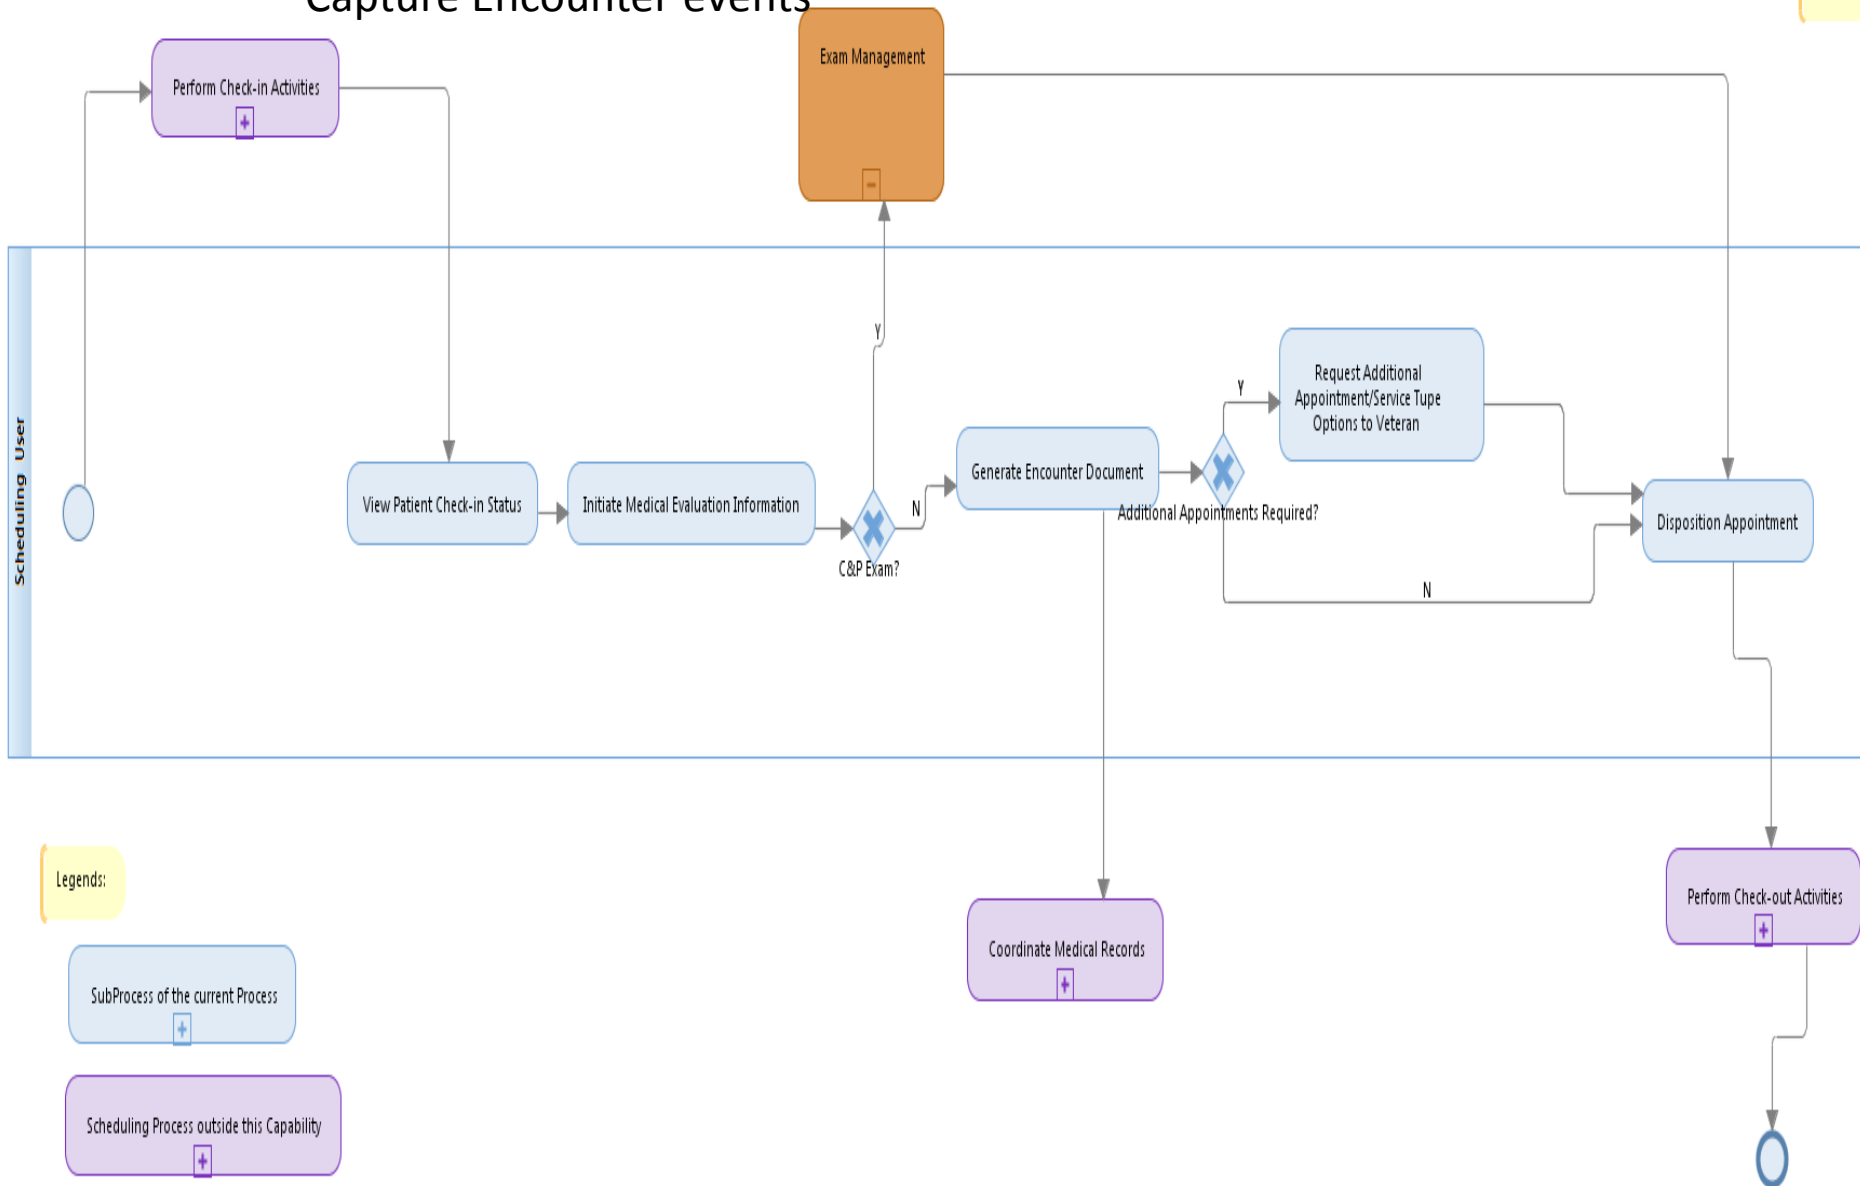 Capture Encounter events
Exam Management
Perform Check-in Activities
Y
Request Additional
Appointment/Service Tupe
Options to Veteran
Y
Scheduling User
View Patient Check-in Status
Initiate Medical Evaluation Information
N
C&P Exam?
Generate Encounter Document
Additional Appointments Required?
Disposition Appointment
N
Legends:
Perform Check-out Activities
Coordinate Medical Records
SubProcess of the current Process
Scheduling Process outside this Capability